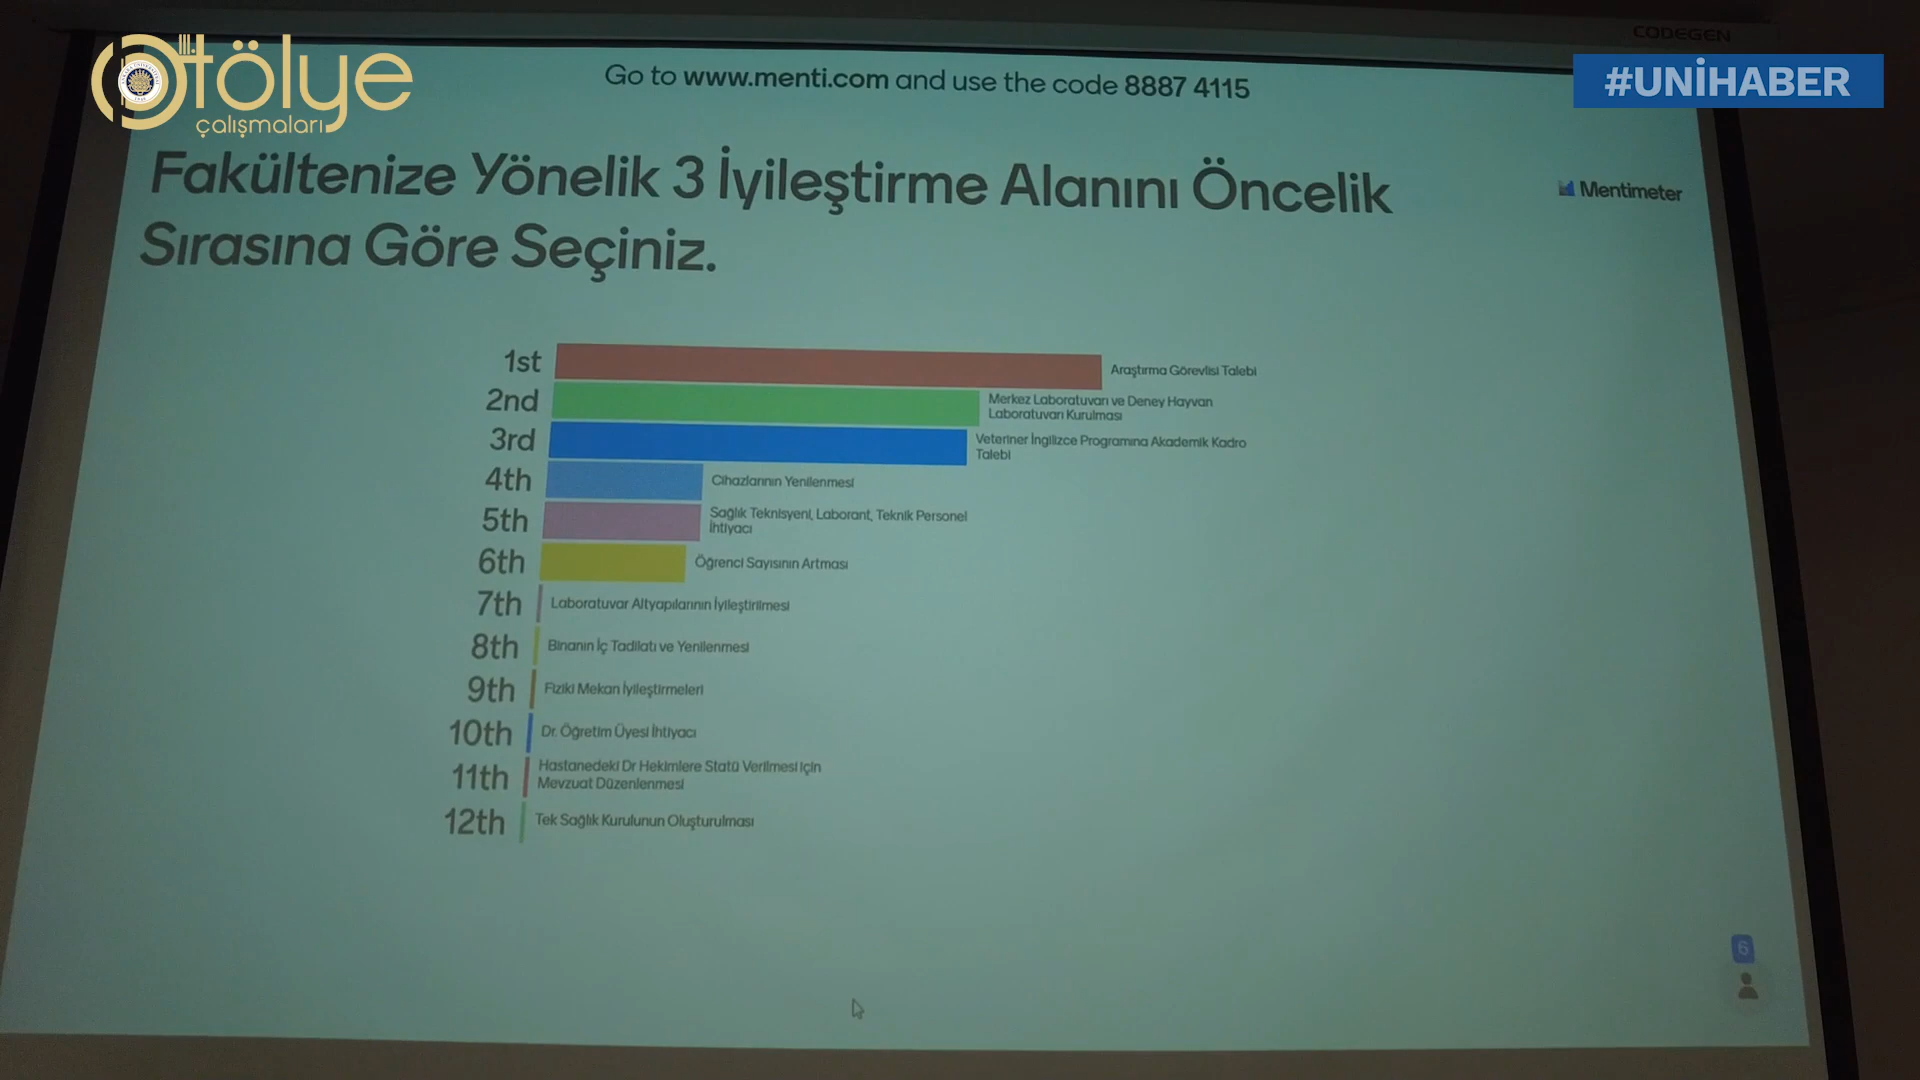 CODEGEN
Otölye
çalışmaları
#UNİHABER
Go to www.menti.com and use the code 8887 4115
Fakültenize Yönelik 3 İyileştirme Alanını Öncelik
Sırasına Göre Seçiniz.
Mentimeter
1st
Araştırma Görevlisi Talebi
2nd
Merkez Laboratuvarı ve Deney Hayvan
Laboratuvarı Kurulması
3rd
Veteriner İngilizce Programına Akademik Kadro
Talebi
4th
Cihazlarının Yenilenmesi
5th
Sağlık Teknisyeni, Laborant, Teknik Personel
İhtiyacı
6th
Öğrenci Sayısının Artması
7th
Laboratuvar Altyapılarının İyileştirilmesi
8th
Binanın İç Tadilatı ve Yenilenmesi
9th
Fiziki Mekan İyileştirmeleri
10th
Dr. Öğretim Üyesi İhtiyacı
11th
Hastanedeki Dr Hekimlere Statü Verilmesi için
Mevzuat Düzenlenmesi
12th
Tek Sağlık Kurulunun Oluşturulması
6